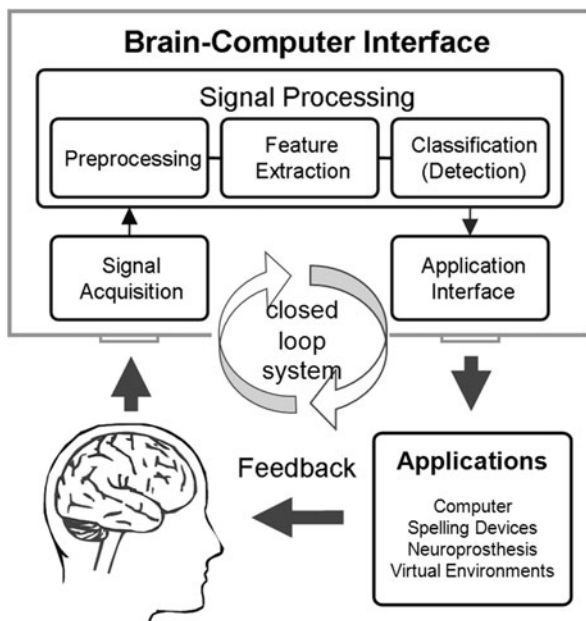 Brain-Computer Interface
Signal Processing
Preprocessing
Feature
Extraction
Classification
(Detection)
Signal
Acquisition
Application
Interface
closed
loop
system
Feedback
Applications
Computer
Spelling Devices
Neuroprosthesis
Virtual Environments